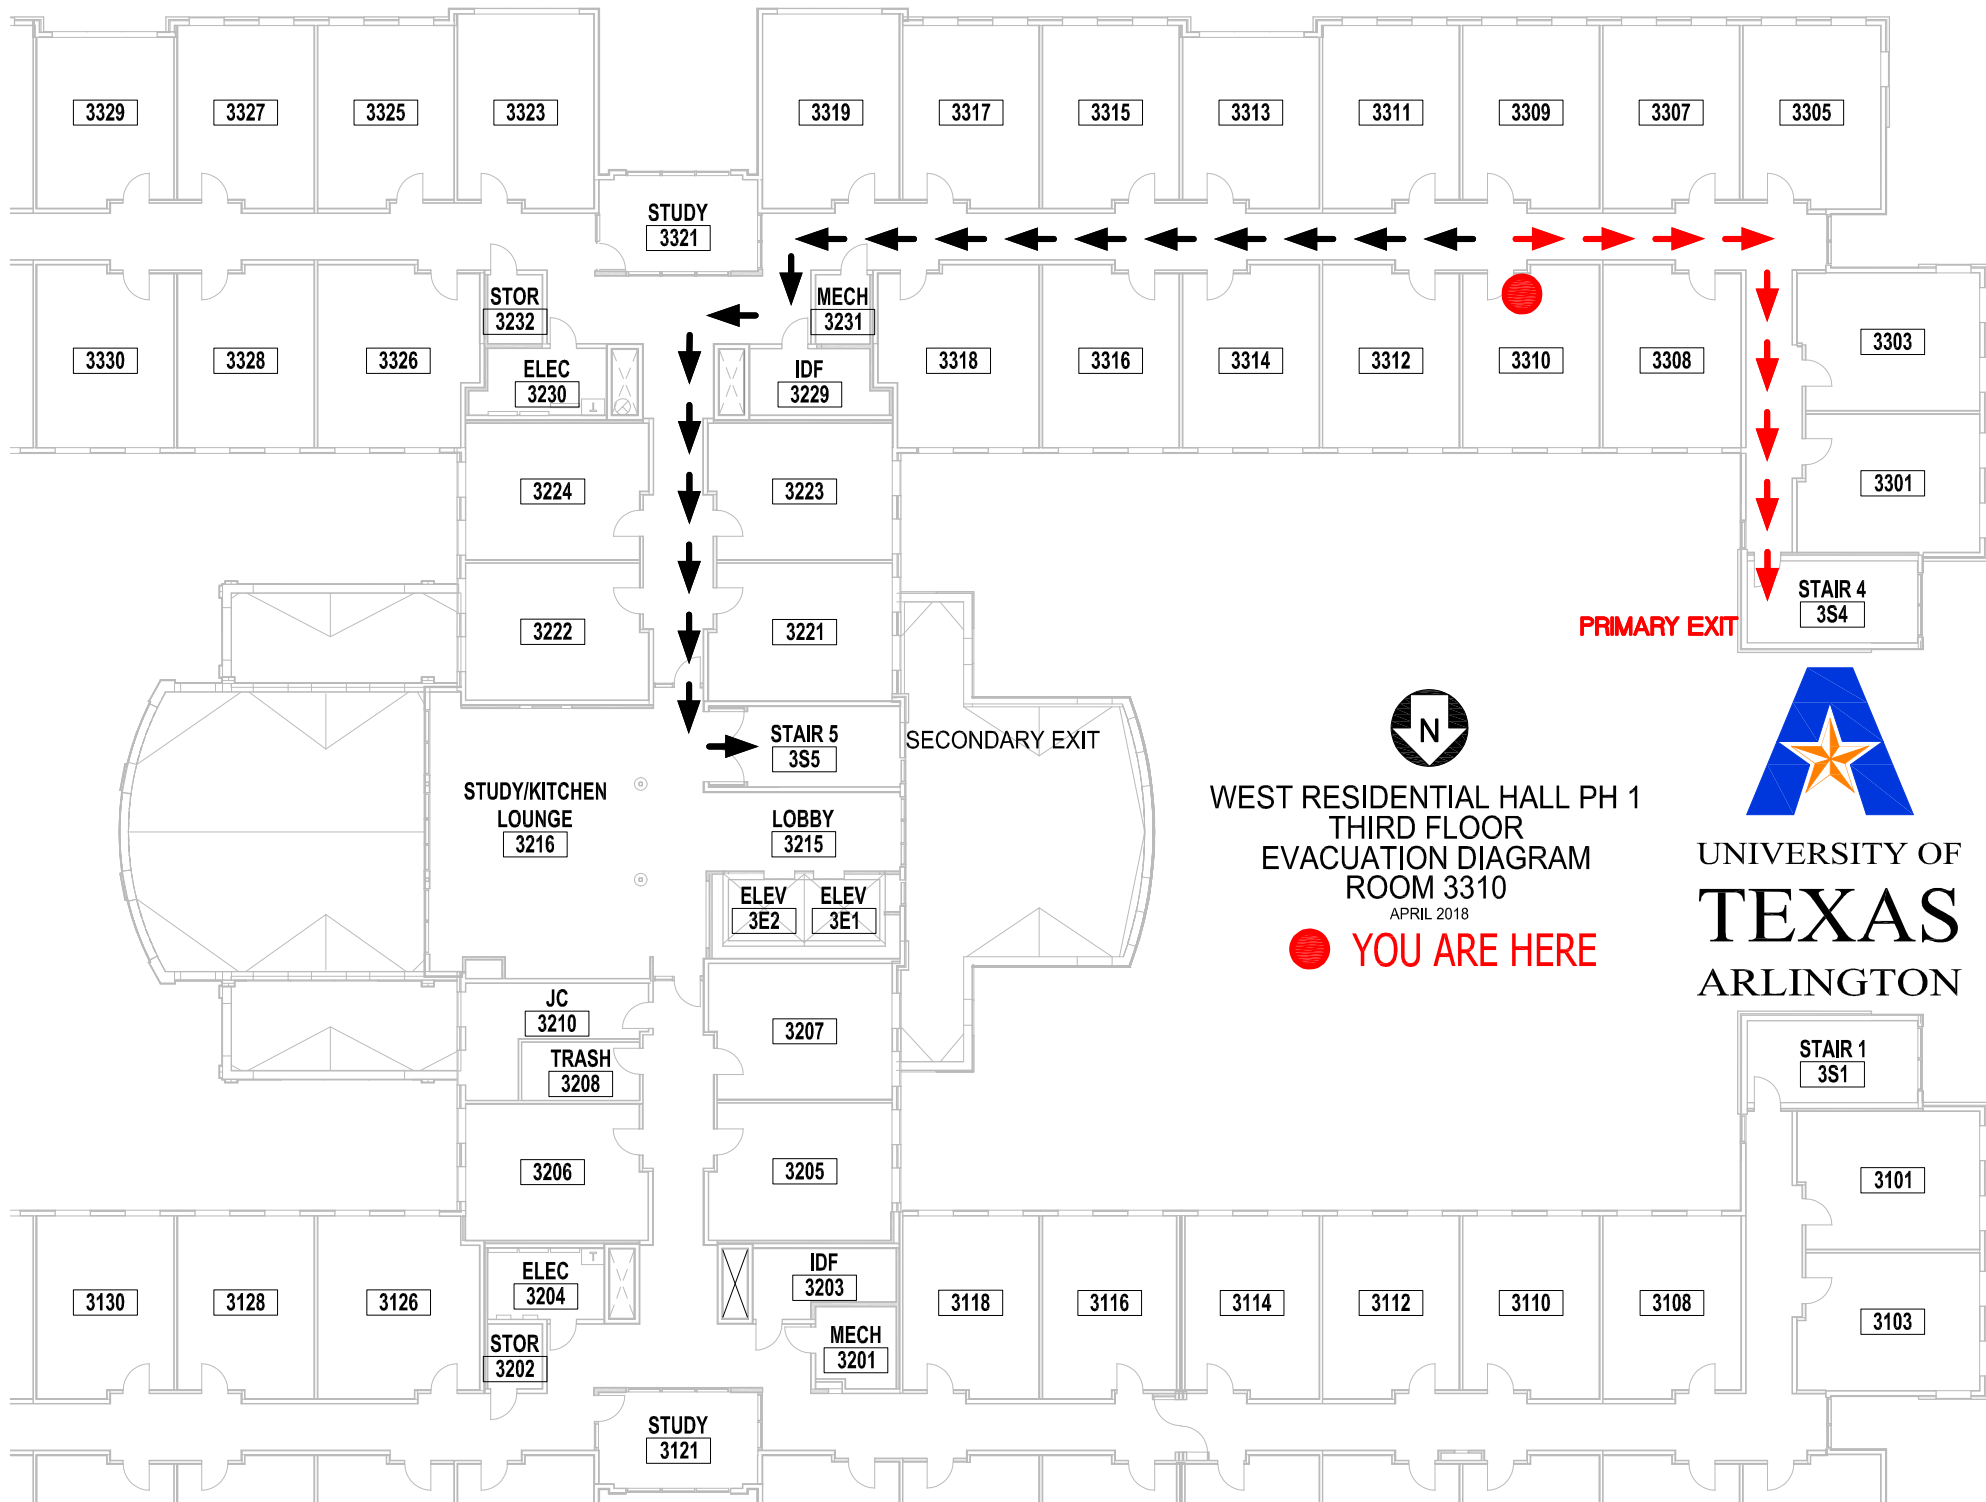 3329
3327
3325
3323
3319
3317
3315
3313
3311
3309
3307
3305
STUDY
3321
STOR
3232
MECH
3231
3330
3328
3326
ELEC
3230
IDF
3229
3318
3316
3314
3312
3310
3308
3303
3224
3223
3301
3222
3221
STAIR 4
3S4
PRIMARY EXIT
STAIR 5
3S5
SECONDARY EXIT
N
STUDY/KITCHEN
LOUNGE
3216
LOBBY
3215
WEST RESIDENTIAL HALL PH 1
THIRD FLOOR
EVACUATION DIAGRAM
ROOM 3310
APRIL 2018
YOU ARE HERE
UNIVERSITY OF
TEXAS
ARLINGTON
ELEV
3E2
ELEV
3E1
JC
3210
3207
TRASH
3208
STAIR 1
3S1
3206
3205
3101
ELEC
3204
IDF
3203
3130
3128
3126
3118
3116
3114
3112
3110
3108
3103
STOR
3202
MECH
3201
STUDY
3121